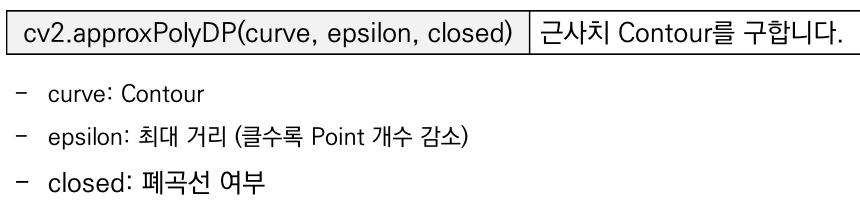 cv2.approxPolyDP(curve, epsilon, closed) 근사치 Contour를 구합니다.
- curve: Contour
- epsilon: 최대 거리 (클수록 Point 개수 감소)
- closed: 폐곡선 여부